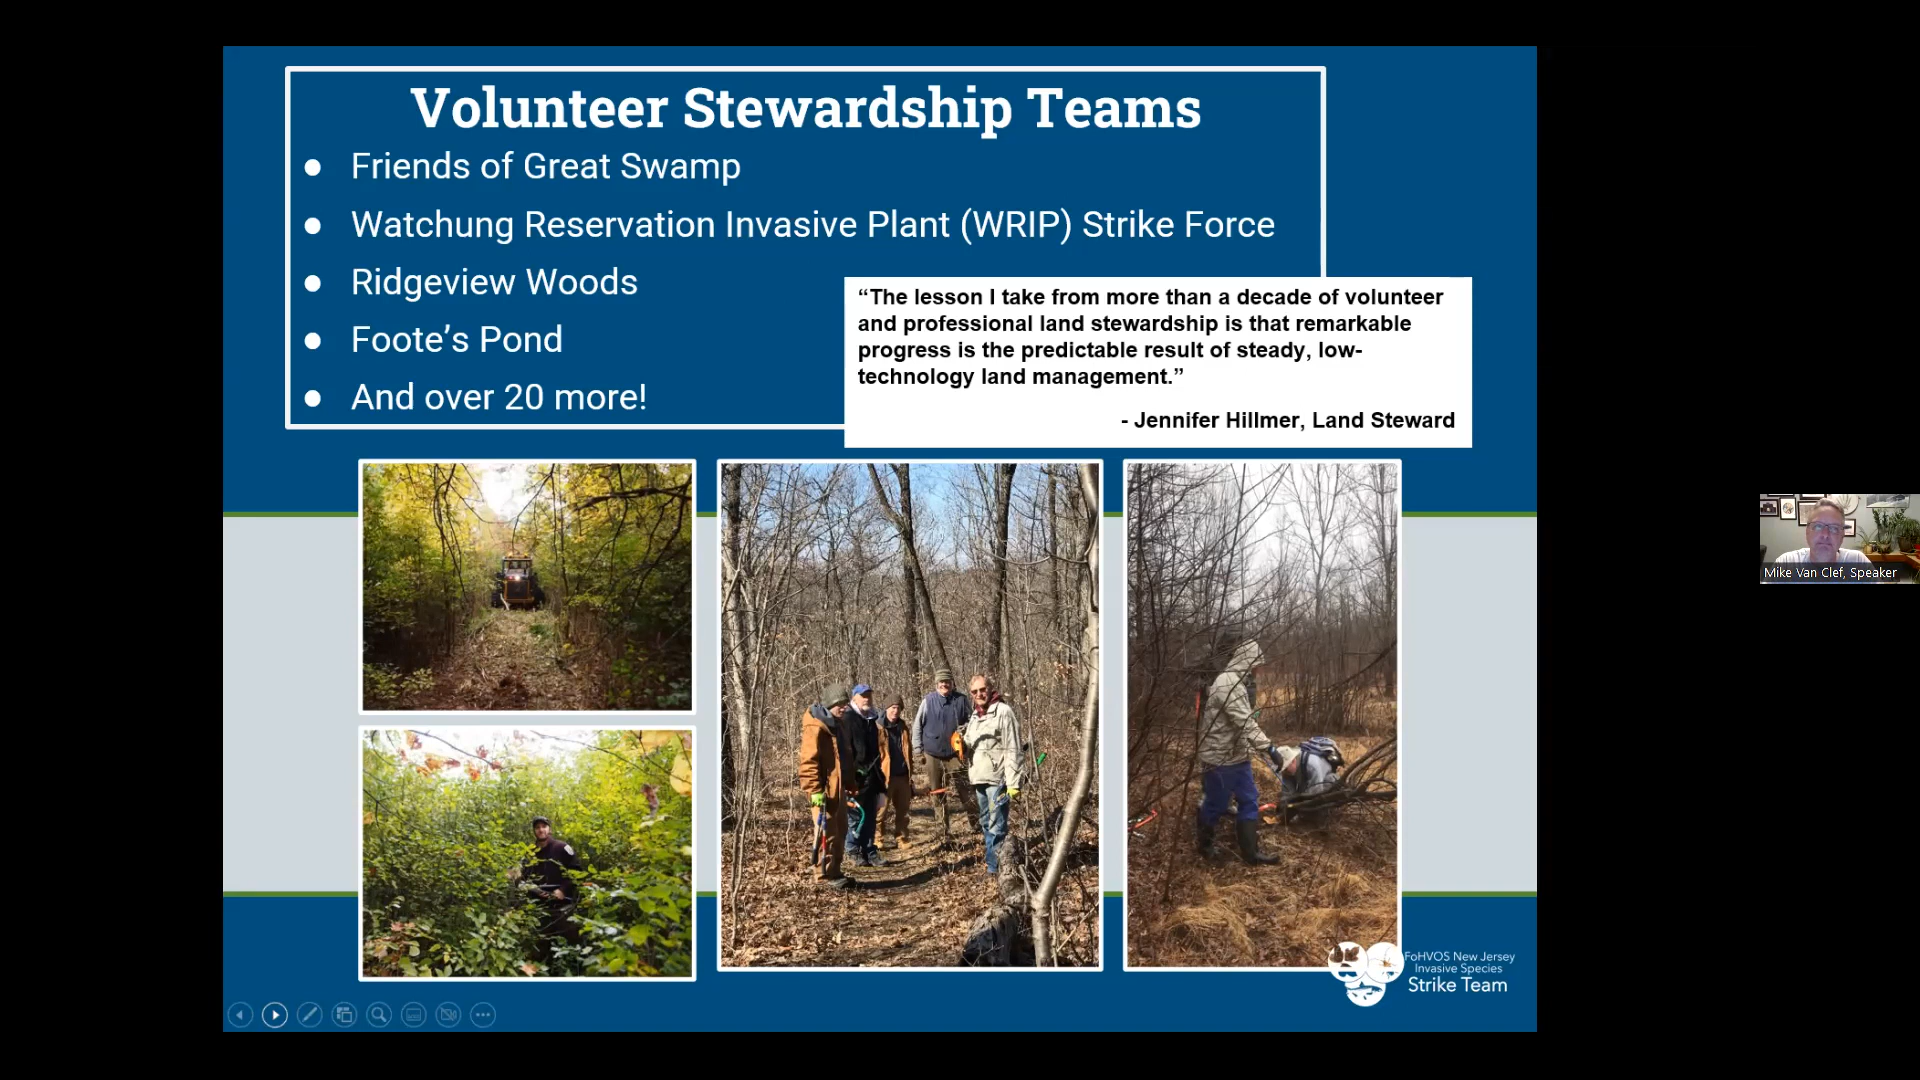 Volunteer Stewardship Teams
● Friends of Great Swamp
● Watchung Reservation Invasive Plant (WRIP) Strike Force
● Ridgeview Woods
● Foote’s Pond
● And over 20 more!
“The lesson I take from more than a decade of volunteer
and professional land stewardship is that remarkable
progress is the predictable result of steady, low-
technology land management.”
- Jennifer Hillmer, Land Steward
Mike Van Clef, Speaker
FoHVOS New Jersey
Invasive Species
Strike Team